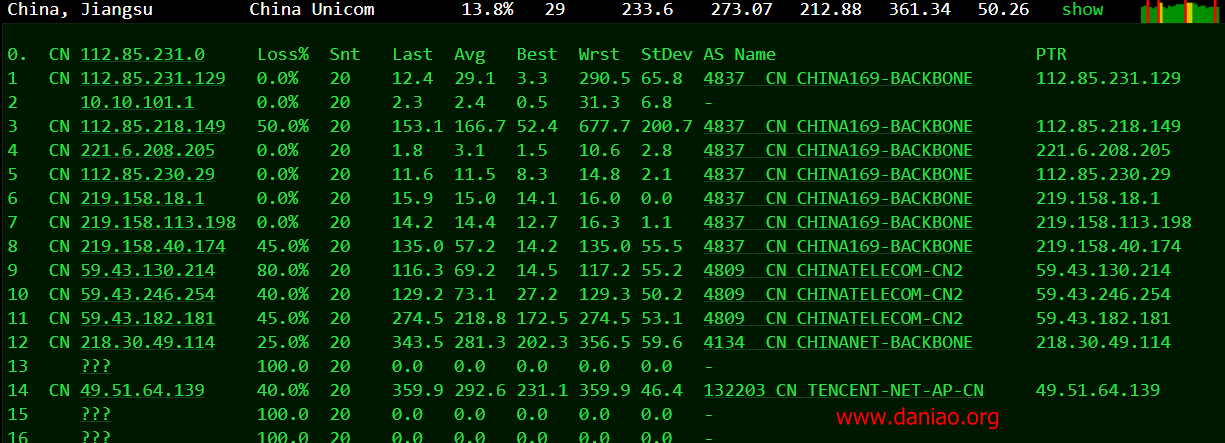 China, Jiangsu China Unicom 13.8% 29 233.6 273.07 212.88 361.34 50.26 show
0. CN 112.85.231.0 Loss% Snt Last Avg Best Wrst StDev AS Name PTR
1 CN 112.85.231.129 0.0% 20 12.4 29.1 3.3 290.5 65.8 4837 CN CHINA169-BACKBONE 112.85.231.129
2 10.10.101.1 0.0% 20 2.3 2.4 0.5 31.3 6.8 -
3 CN 112.85.218.149 50.0% 20 153.1 166.7 52.4 677.7 200.7 4837 CN CHINA169-BACKBONE 112.85.218.149
4 CN 221.6.208.205 0.0% 20 1.8 3.1 1.5 10.6 2.8 4837 CN CHINA169-BACKBONE 221.6.208.205
5 CN 112.85.230.29 0.0% 20 11.6 11.5 8.3 14.8 2.1 4837 CN CHINA169-BACKBONE 112.85.230.29
6 CN 219.158.18.1 0.0% 20 15.9 15.0 14.1 16.0 0.0 4837 CN CHINA169-BACKBONE 219.158.18.1
7 CN 219.158.113.198 0.0% 20 14.2 14.4 12.7 16.3 1.1 4837 CN CHINA169-BACKBONE 219.158.113.198
8 CN 219.158.40.174 45.0% 20 135.0 57.2 14.2 135.0 55.5 4837 CN CHINA169-BACKBONE 219.158.40.174
9 CN 59.43.130.214 80.0% 20 116.3 69.2 14.5 117.2 55.2 4809 CN CHINATELECOM-CN2 59.43.130.214
10 CN 59.43.246.254 40.0% 20 129.2 73.1 27.2 129.3 50.2 4809 CN CHINATELECOM-CN2 59.43.246.254
11 CN 59.43.182.181 45.0% 20 274.5 218.8 172.5 274.5 53.1 4809 CN CHINATELECOM-CN2 59.43.182.181
12 CN 218.30.49.114 25.0% 20 343.5 281.3 202.3 356.5 59.6 4134 CN CHINANET-BACKBONE 218.30.49.114
13 ??? 100.0 20 0.0 0.0 0.0 0.0 0.0 -
14 CN 49.51.64.139 40.0% 20 359.9 292.6 231.1 359.9 46.4 132203 CN TENCENT-NET-AP-CN 49.51.64.139
15 ??? 100.0 20 0.0 0.0 0.0 0.0 0.0 -
www.daniao.org
16 ??? 100.0 20 0.0 0.0 0.0 0.0 0.0 -